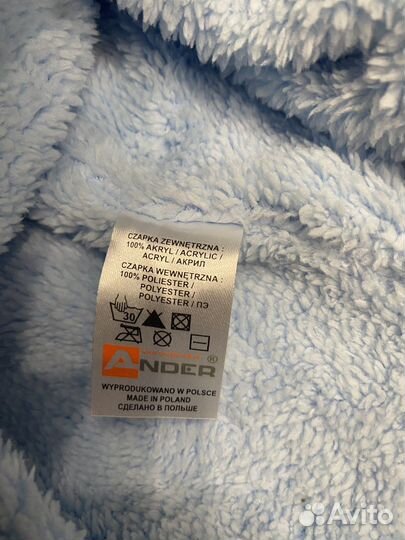 CZAPKA ZEWNĘTRZNA :
100% AKRYL / ACRYLIC /
ACRYL / АКРИЛ
CZAPKA WEWNĘTRZNA :
100% POLIESTER /
POLYESTER /
POLYESTER / ПЭ
30
ANDER®
WYPRODUKOWANO W POLSCE
MADE IN POLAND
СДЕЛАНО В ПОЛЬШЕ
Avito